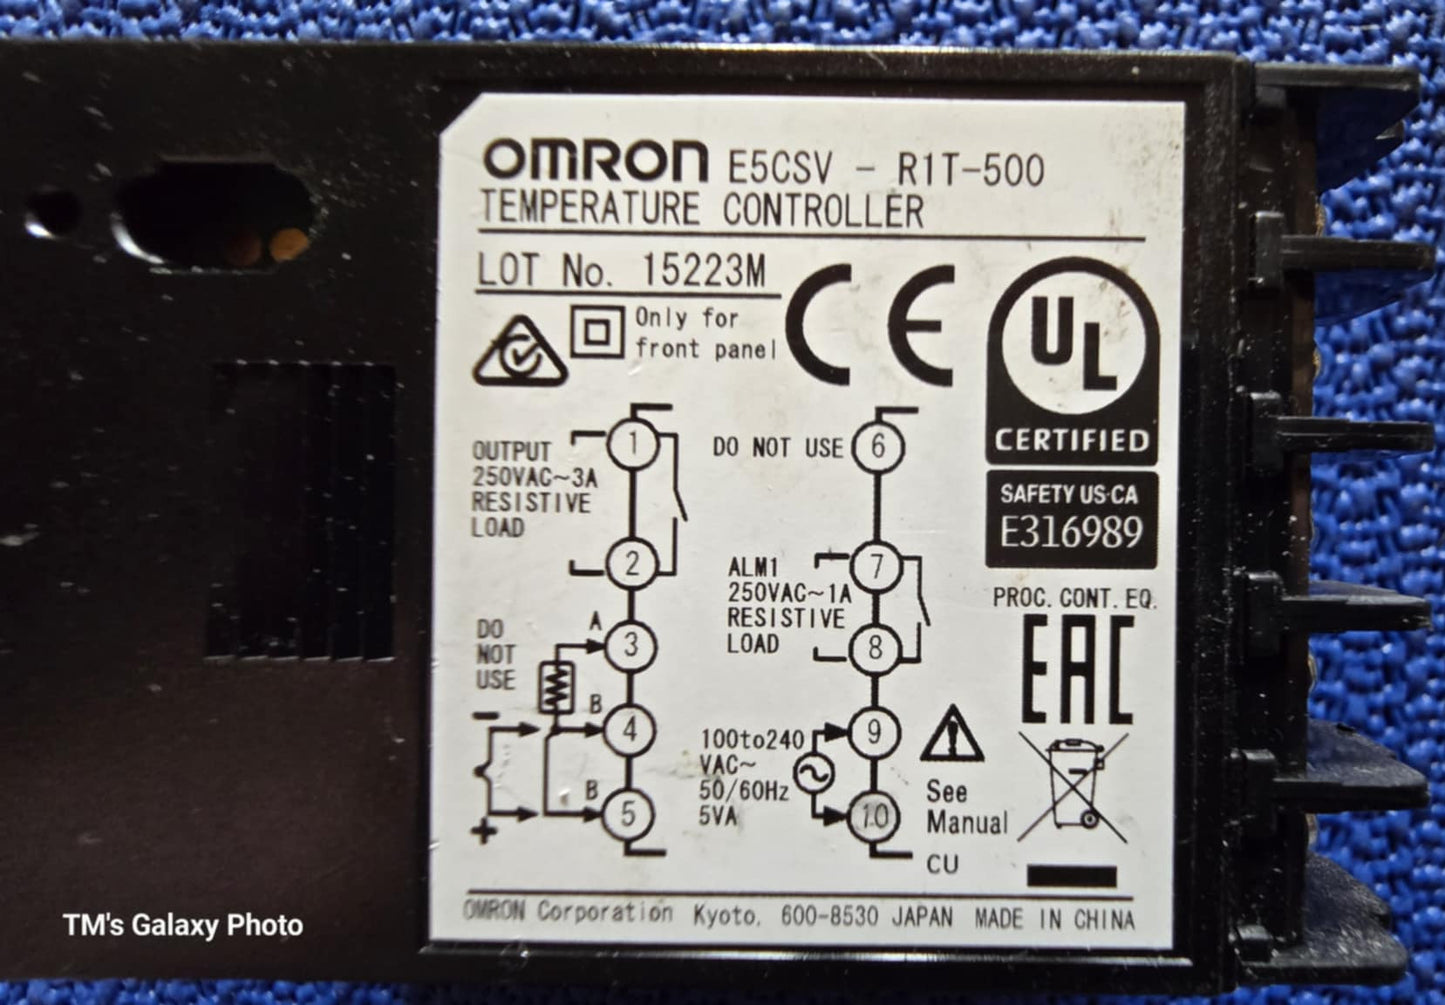 OMRON E5CSV - R1T-500
TEMPERATURE CONTROLLER
LOT No. 15223M
Only for
front panel
CE
UL
CERTIFIED
SAFETY US·CA
E316989
PROC. CONT. EQ.
EAC
OUTPUT
250VAC~3A
RESISTIVE
LOAD
1
2
DO
NOT
USE
A
3
B
4
B
5
-
+
DO NOT USE
6
ALM1
250VAC~1A
RESISTIVE
LOAD
7
8
100to240
VAC~
50/60Hz
5VA
9
10
See
Manual
CU
OMRON Corporation Kyoto. 600-8530 JAPAN MADE IN CHINA
TM's Galaxy Photo